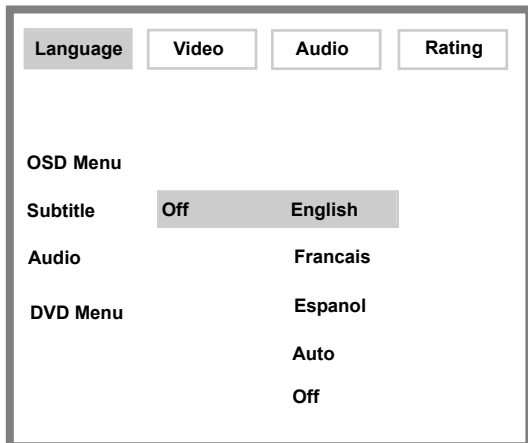 Language Video Audio Rating
OSD Menu
Subtitle Off English
Audio Francais
DVD Menu Espanol
Auto
Off